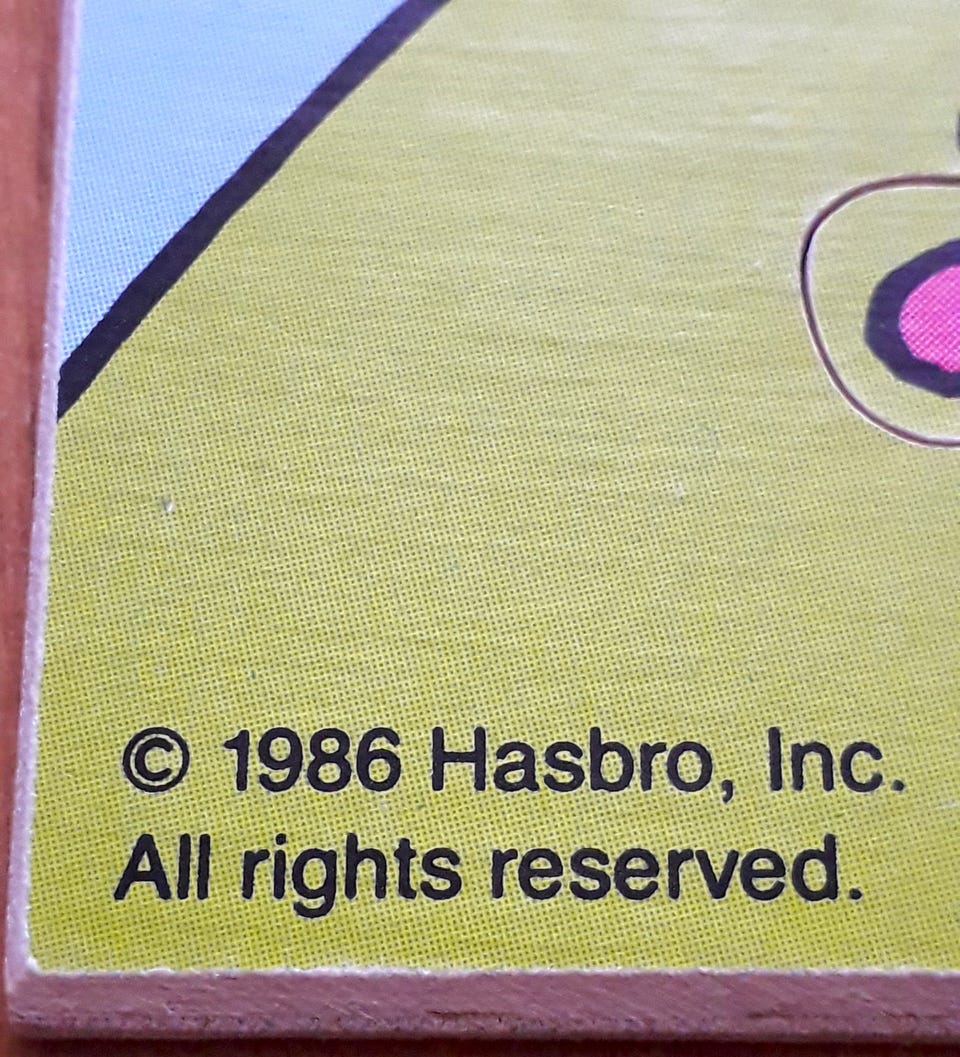 © 1986 Hasbro, Inc.
All rights reserved.